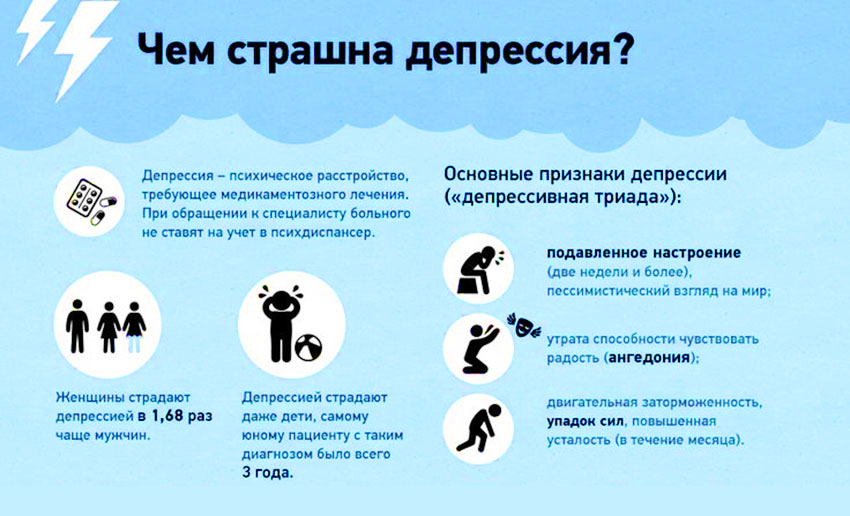 Чем страшна депрессия?
Депрессия – психическое расстройство,
требующее медикаментозного лечения.
При обращении к специалисту больного
не ставят на учет в психдиспансер.
Женщины страдают
депрессией в 1,68 раз
чаще мужчин.
Депрессией страдают
даже дети, самому
юному пациенту с таким
диагнозом было всего
3 года.
Основные признаки депрессии
(«депрессивная триада»):
подавленное настроение
(две недели и более),
пессимистический взгляд на мир;
утрата способности чувствовать
радость (ангедония);
двигательная заторможенность,
упадок сил, повышенная
усталость (в течение месяца).